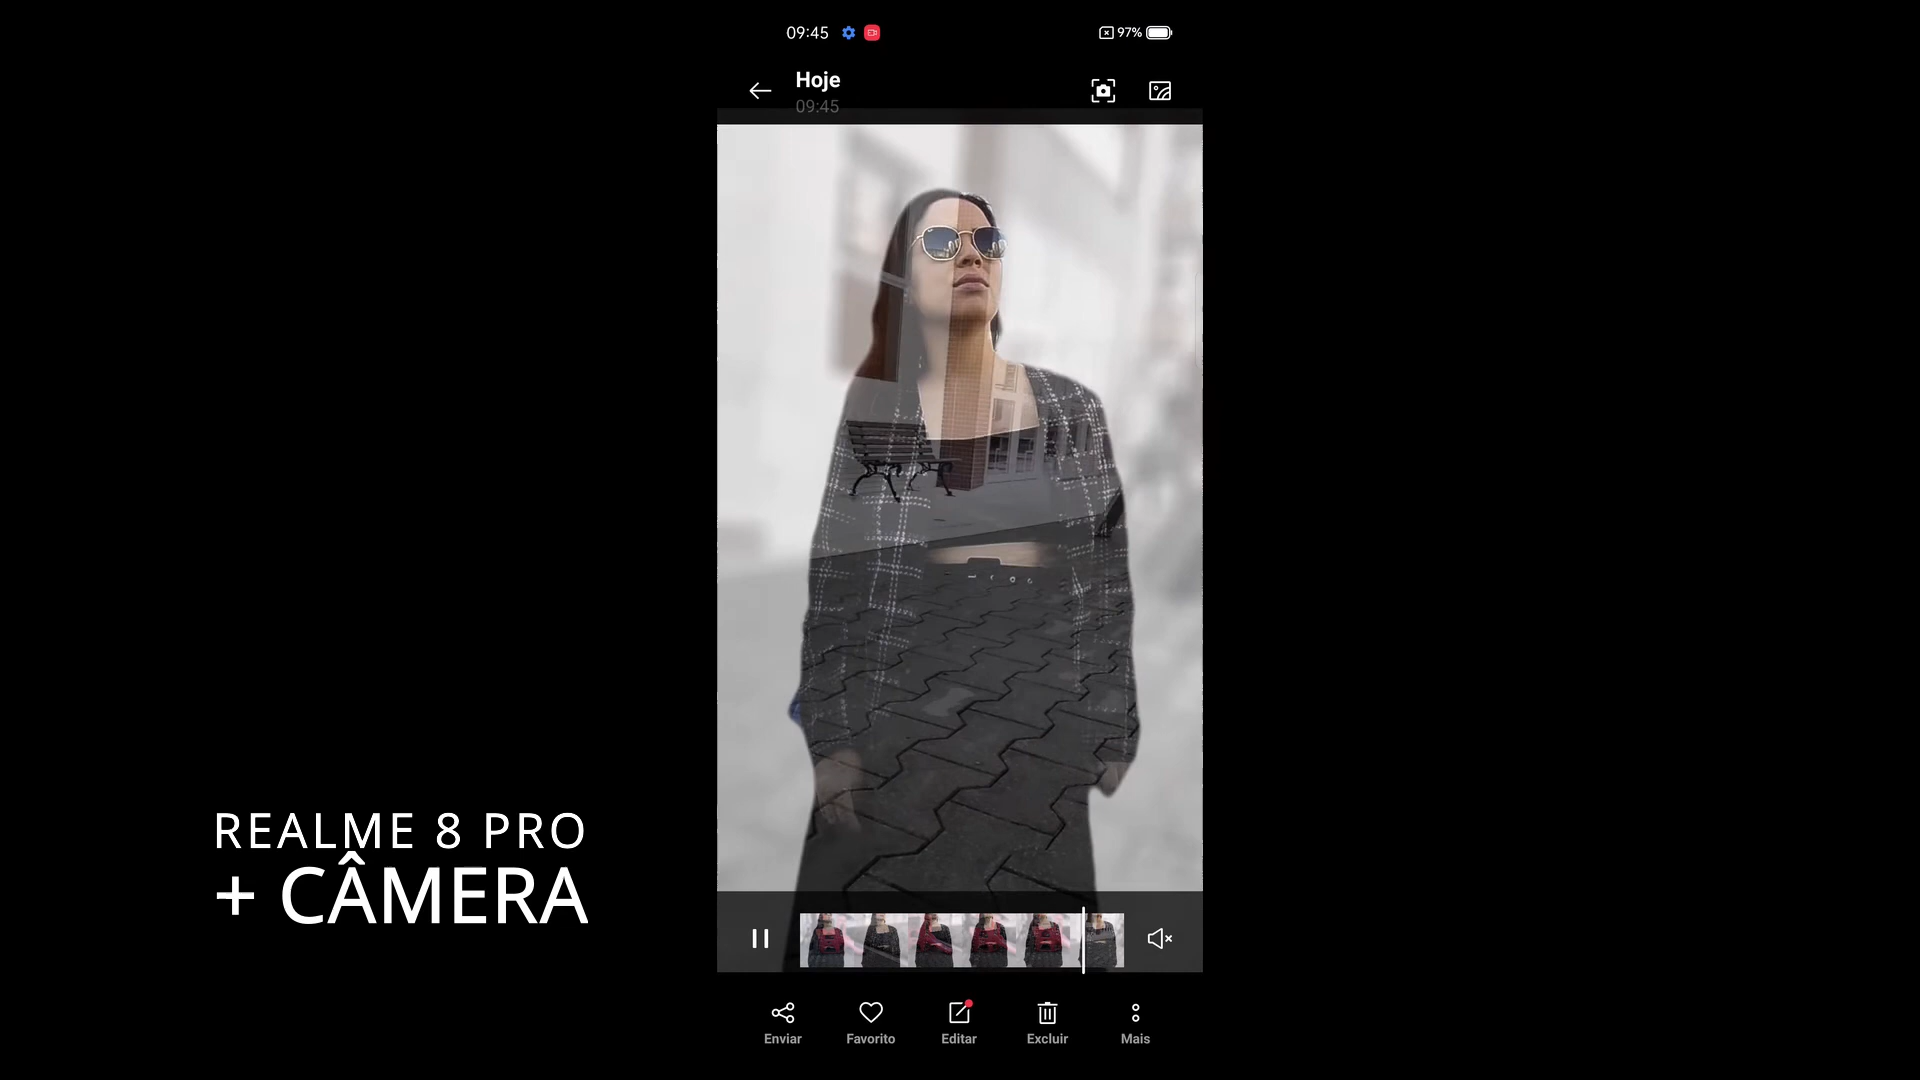 09:45
97%
Hoje
09:45
REALME 8 PRO
+ CÂMERA
Enviar
Favorito
Editar
Excluir
Mais